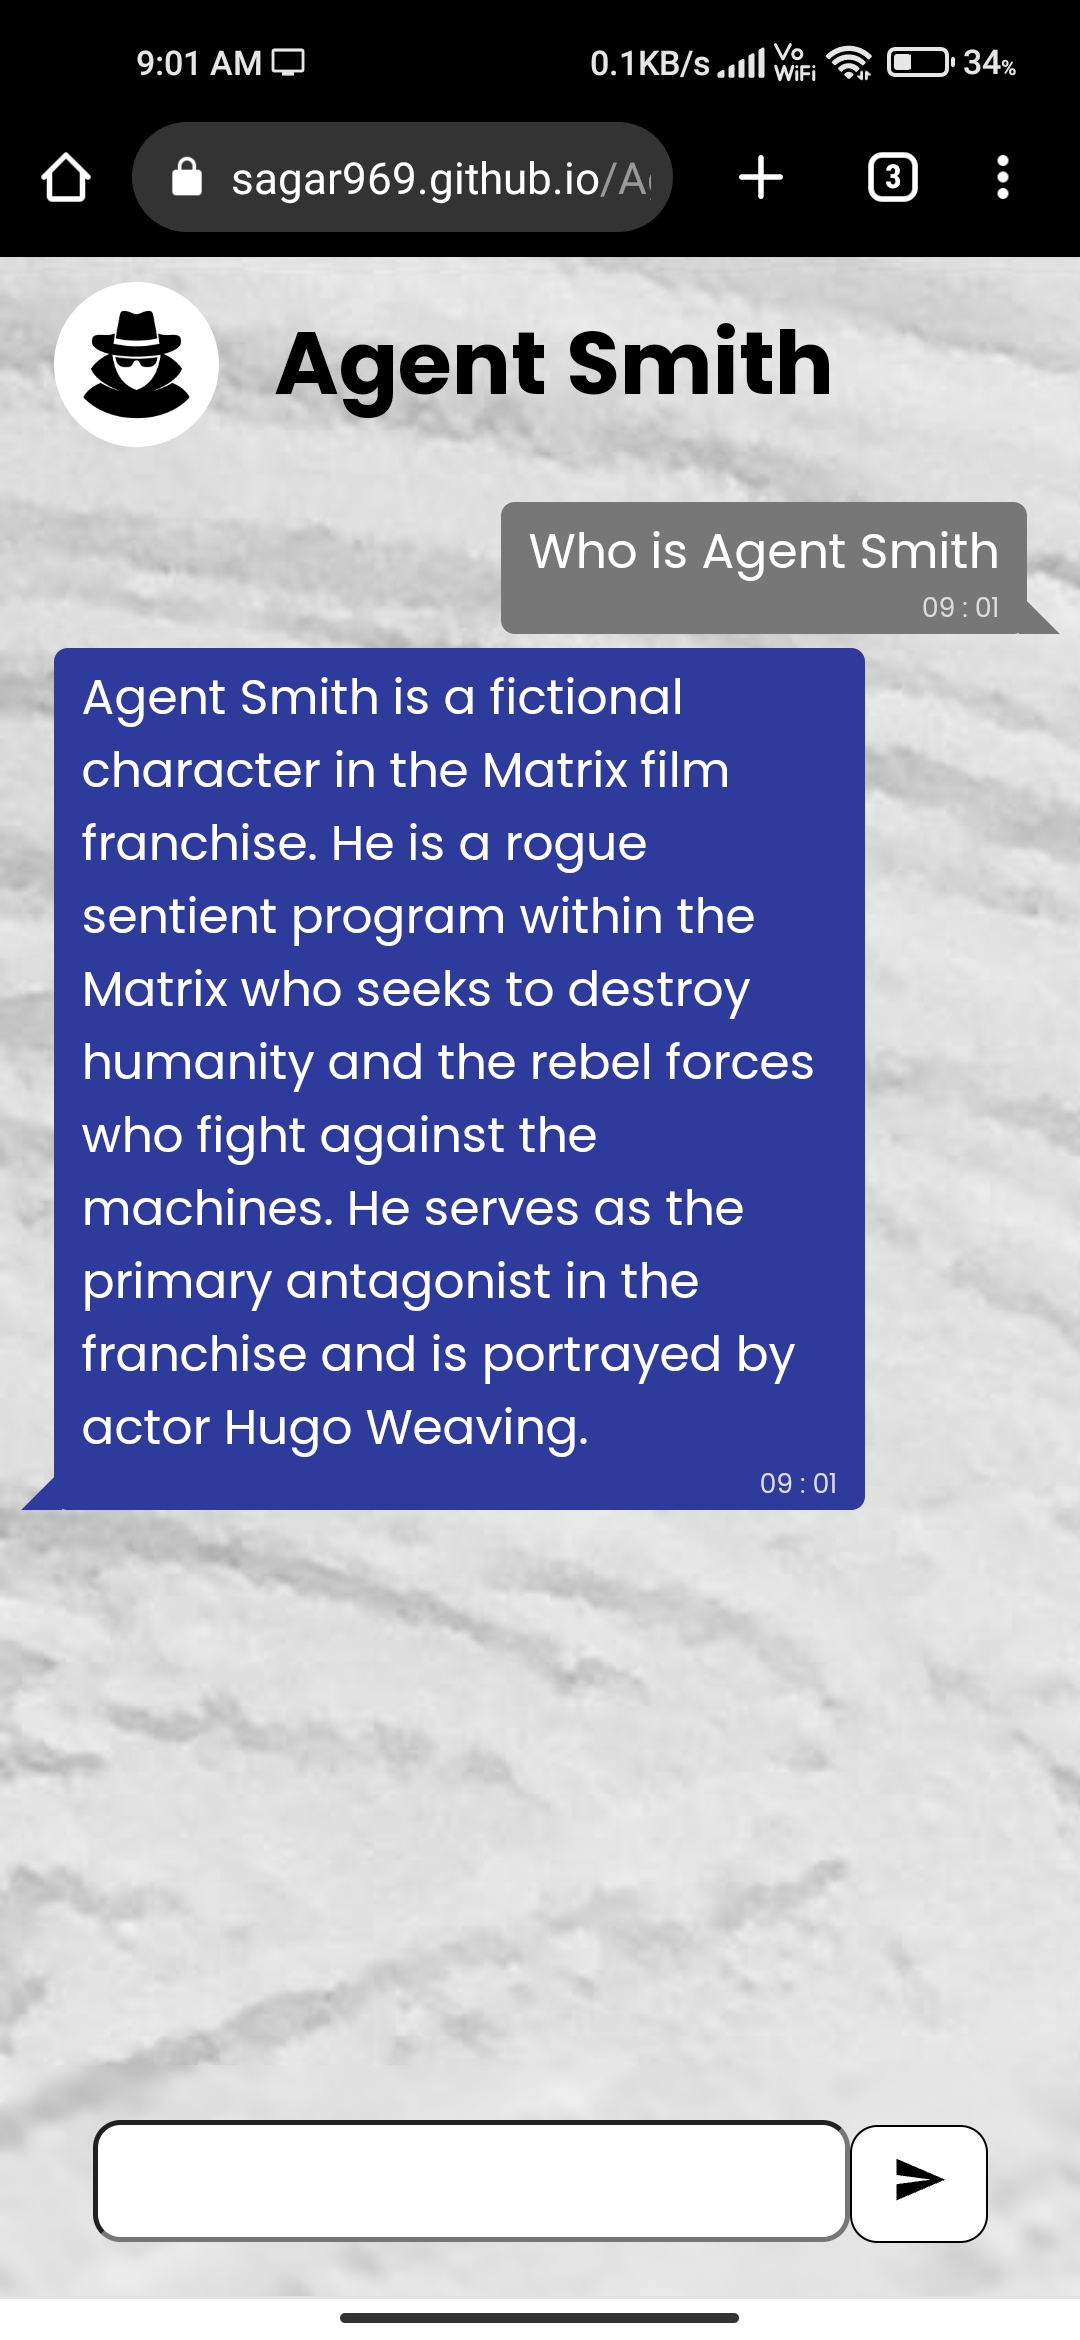 9:01 AM 0.1KB/s Vo WiFi 34%
sagar969.github.io/A
3
Agent Smith
Who is Agent Smith
09 : 01
Agent Smith is a fictional
character in the Matrix film
franchise. He is a rogue
sentient program within the
Matrix who seeks to destroy
humanity and the rebel forces
who fight against the
machines. He serves as the
primary antagonist in the
franchise and is portrayed by
actor Hugo Weaving.
09 : 01